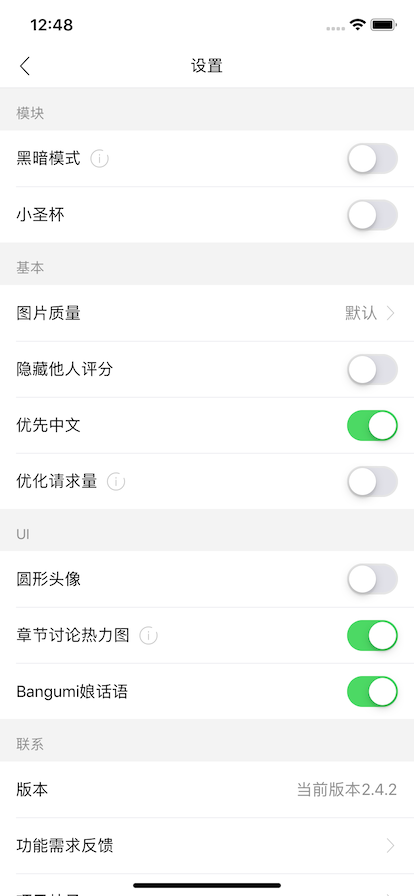 12:48
设置
模块
黑暗模式
小圣杯
基本
图片质量 默认
隐藏他人评分
优先中文
优化请求量
UI
圆形头像
章节讨论热力图
Bangumi娘话语
联系
版本 当前版本2.4.2
功能需求反馈